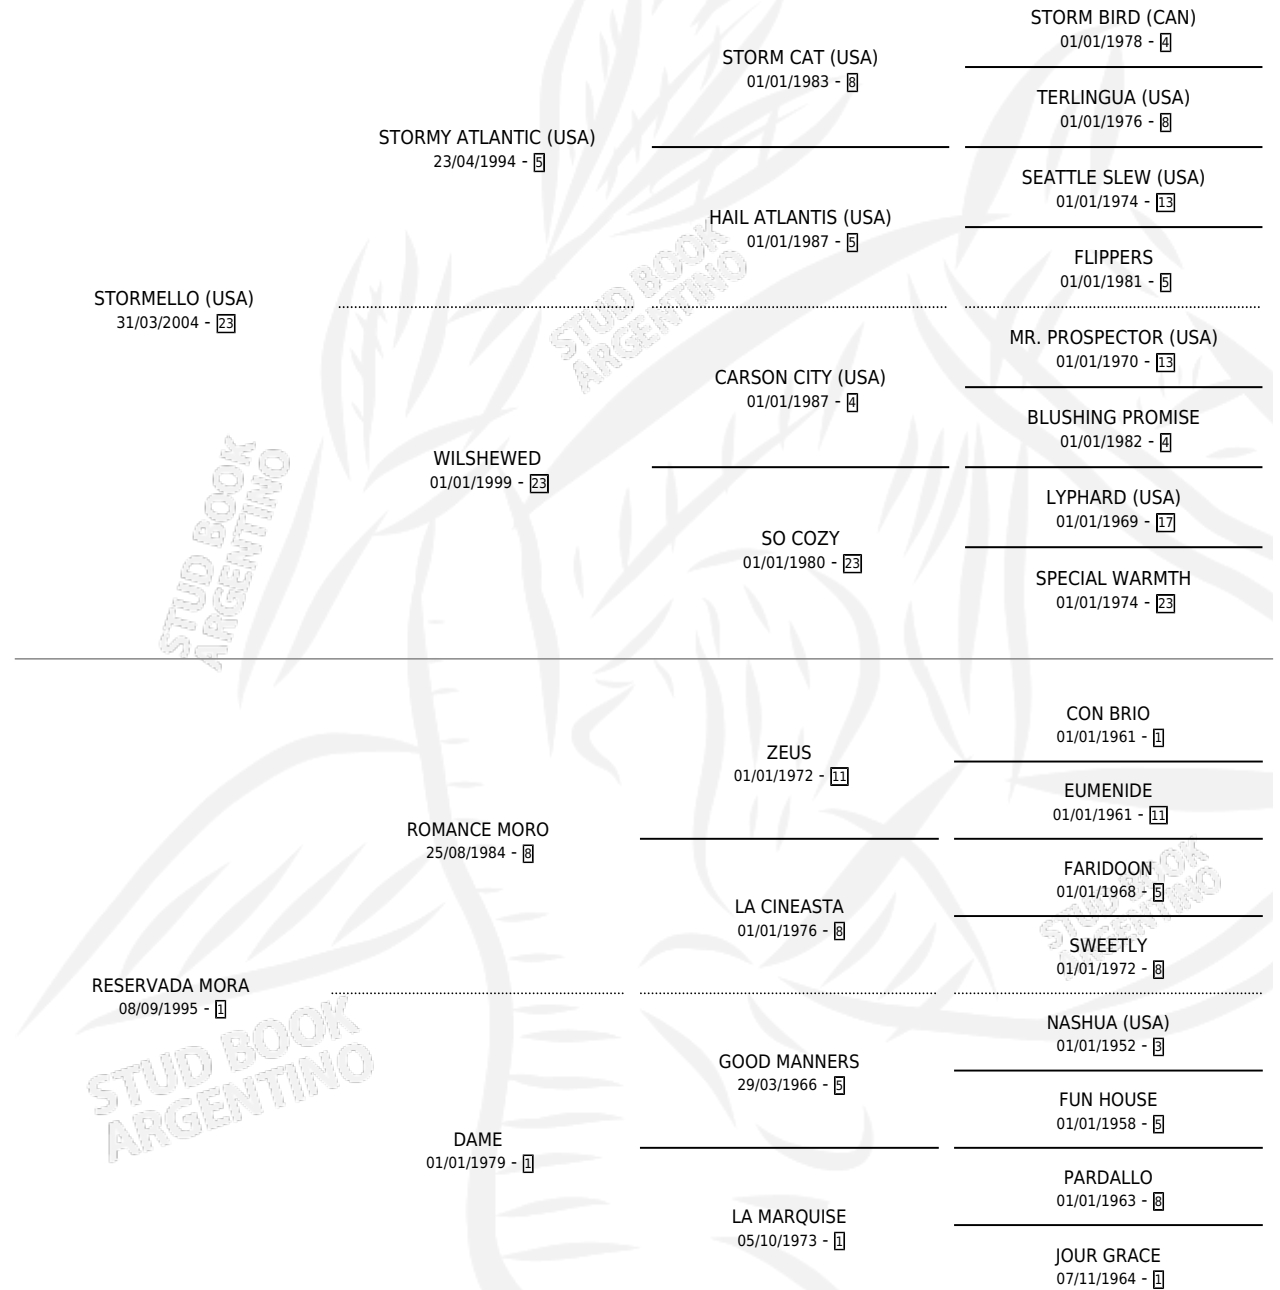 STORM BIRD (CAN)
01/01/1978 - 4
STORM CAT (USA)
01/01/1983 - 8
TERLINGUA (USA)
01/01/1976 - 8
STORMY ATLANTIC (USA)
23/04/1994 - 5
SEATTLE SLEW (USA)
01/01/1974 - 13
HAIL ATLANTIS (USA)
01/01/1987 - 5
FLIPPERS
01/01/1981 - 5
STORMELLO (USA)
31/03/2004 - 23
MR. PROSPECTOR (USA)
01/01/1970 - 13
CARSON CITY (USA)
01/01/1987 - 4
BLUSHING PROMISE
01/01/1982 - 4
WILSHEWED
01/01/1999 - 23
LYPHARD (USA)
01/01/1969 - 17
SO COZY
01/01/1980 - 23
SPECIAL WARMTH
01/01/1974 - 23
CON BRIO
01/01/1961 - 1
ZEUS
01/01/1972 - 11
EUMENIDE
01/01/1961 - 11
ROMANCE MORO
25/08/1984 - 8
FARIDOON
01/01/1968 - 5
LA CINEASTA
01/01/1976 - 8
SWEETLY
01/01/1972 - 8
RESERVADA MORA
08/09/1995 - 1
NASHUA (USA)
01/01/1952 - 3
GOOD MANNERS
29/03/1966 - 5
FUN HOUSE
01/01/1958 - 5
DAME
01/01/1979 - 1
PARDALLO
01/01/1963 - 8
LA MARQUISE
05/10/1973 - 1
JOUR GRACE
07/11/1964 - 1
STUD BOOK
ARGENTINO
STUD BOOK
ARGENTINO
STUD BOOK
ARGENTINO
STUD BOOK
ARGENTINO